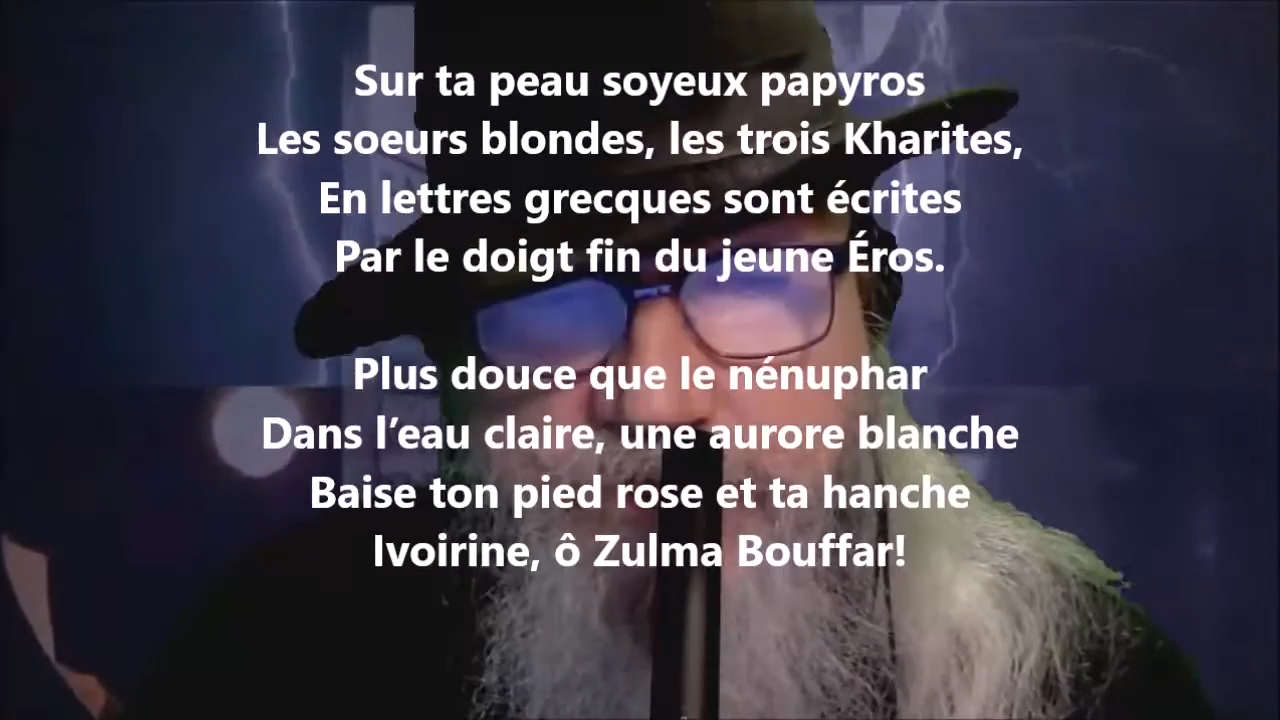 Sur ta peau soyeux papyros
Les soeurs blondes, les trois Kharites,
En lettres grecques sont écrites
Par le doigt fin du jeune Éros.
Plus douce que le nénuphar
Dans l’eau claire, une aurore blanche
Baise ton pied rose et ta hanche
Ivoirine, ô Zulma Bouffar!